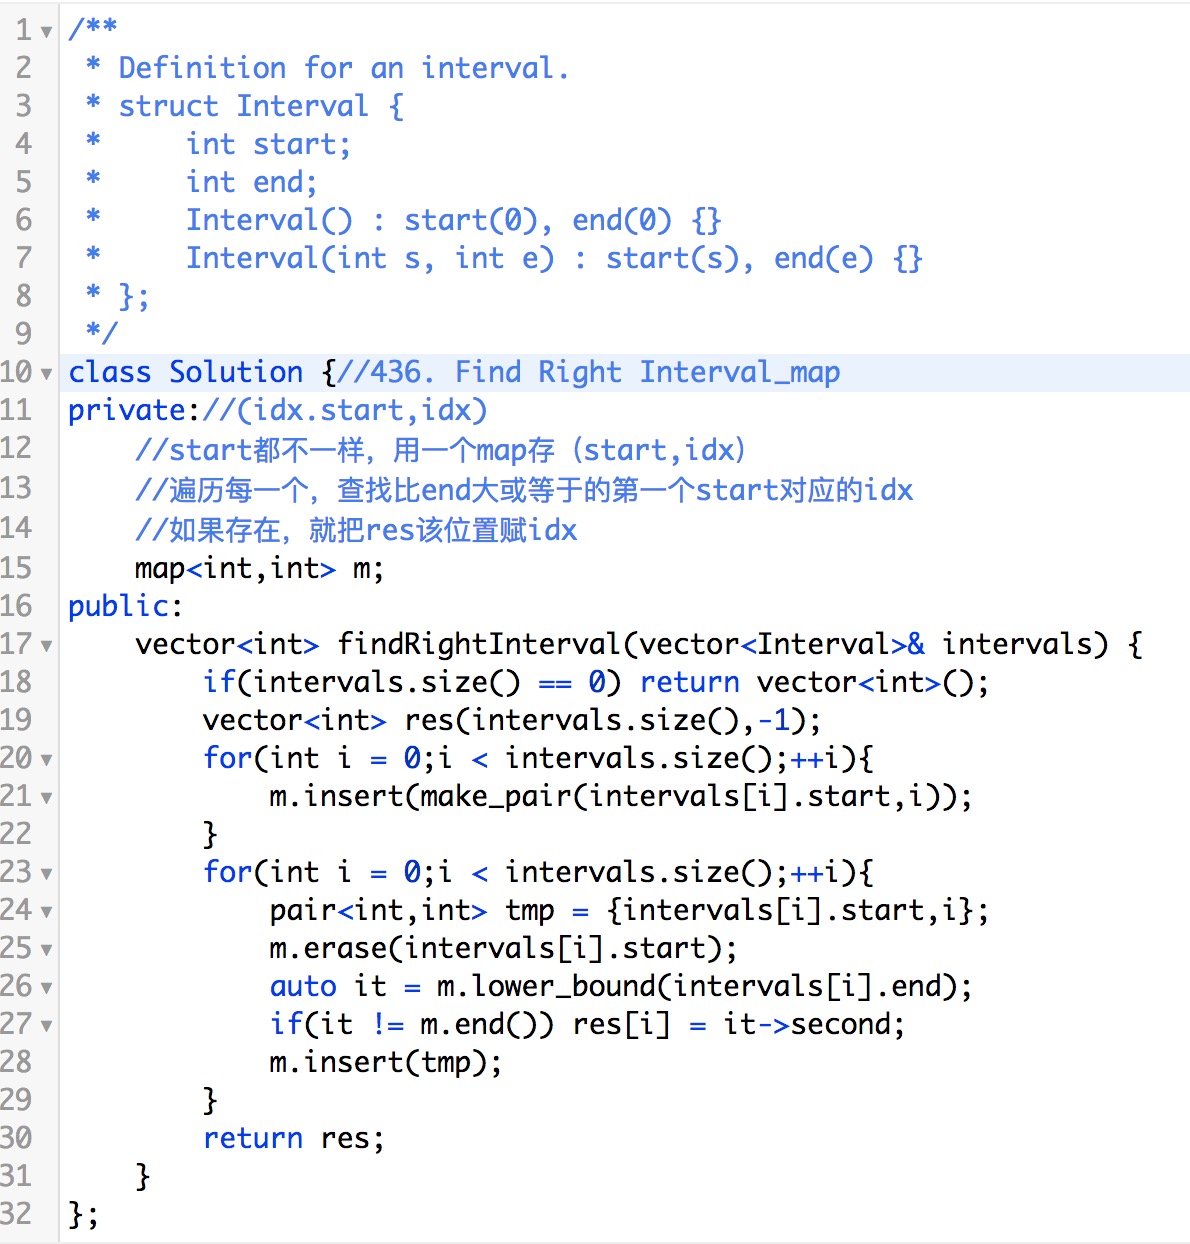 1 /**
2  * Definition for an interval.
3  * struct Interval {
4  *     int start;
5  *     int end;
6  *     Interval() : start(0), end(0) {}
7  *     Interval(int s, int e) : start(s), end(e) {}
8  * };
9  */
10 class Solution {//436. Find Right Interval_map
11 private://(idx.start,idx)
12     //start都不一样，用一个map存（start,idx）
13     //遍历每一个，查找比end大或等于的第一个start对应的idx
14     //如果存在，就把res该位置赋idx
15     map<int,int> m;
16 public:
17     vector<int> findRightInterval(vector<Interval>& intervals) {
18         if(intervals.size() == 0) return vector<int>();
19         vector<int> res(intervals.size(),-1);
20         for(int i = 0;i < intervals.size();++i){
21             m.insert(make_pair(intervals[i].start,i));
22         }
23         for(int i = 0;i < intervals.size();++i){
24             pair<int,int> tmp = {intervals[i].start,i};
25             m.erase(intervals[i].start);
26             auto it = m.lower_bound(intervals[i].end);
27             if(it != m.end()) res[i] = it->second;
28             m.insert(tmp);
29         }
30         return res;
31     }
32 };